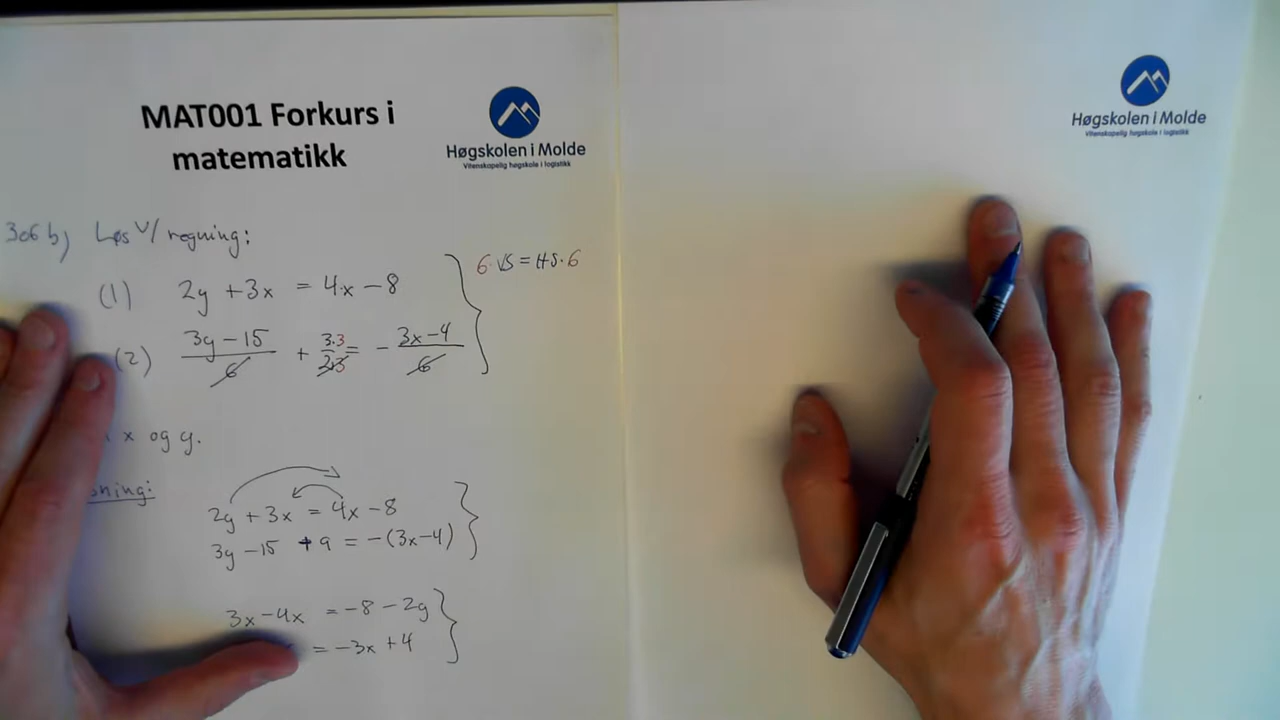 MAT001 Forkurs i
matematikk
Høgskolen i Molde
Vitenskapelig høgskole i logistikk
306 b) Løs v/ regning:
(1) 2y + 3x = 4x - 8
6 · VS = HS · 6
(2) (3y - 15)/6 + (3·3)/(2·3) = - (3x - 4)/6
x og y.
sning:
2y + 3x = 4x - 8
3y - 15 + 9 = -(3x - 4)
3x - 4x = -8 - 2y
= -3x + 4
Høgskolen i Molde
Vitenskapelig høgskole i logistikk